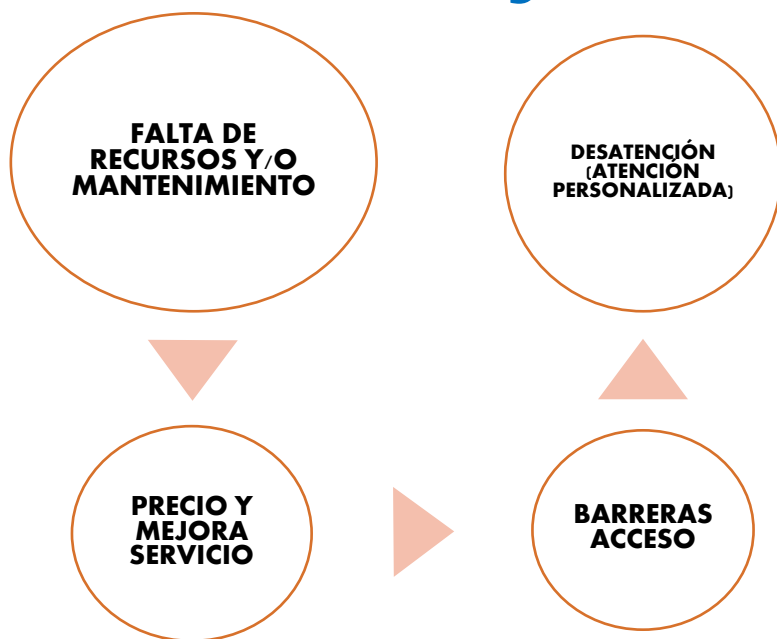 FALTA DE
RECURSOS Y/O
MANTENIMIENTO
PRECIO Y
MEJORA
SERVICIO
BARRERAS
ACCESO
DESATENCIÓN
(ATENCIÓN
PERSONALIZADA)